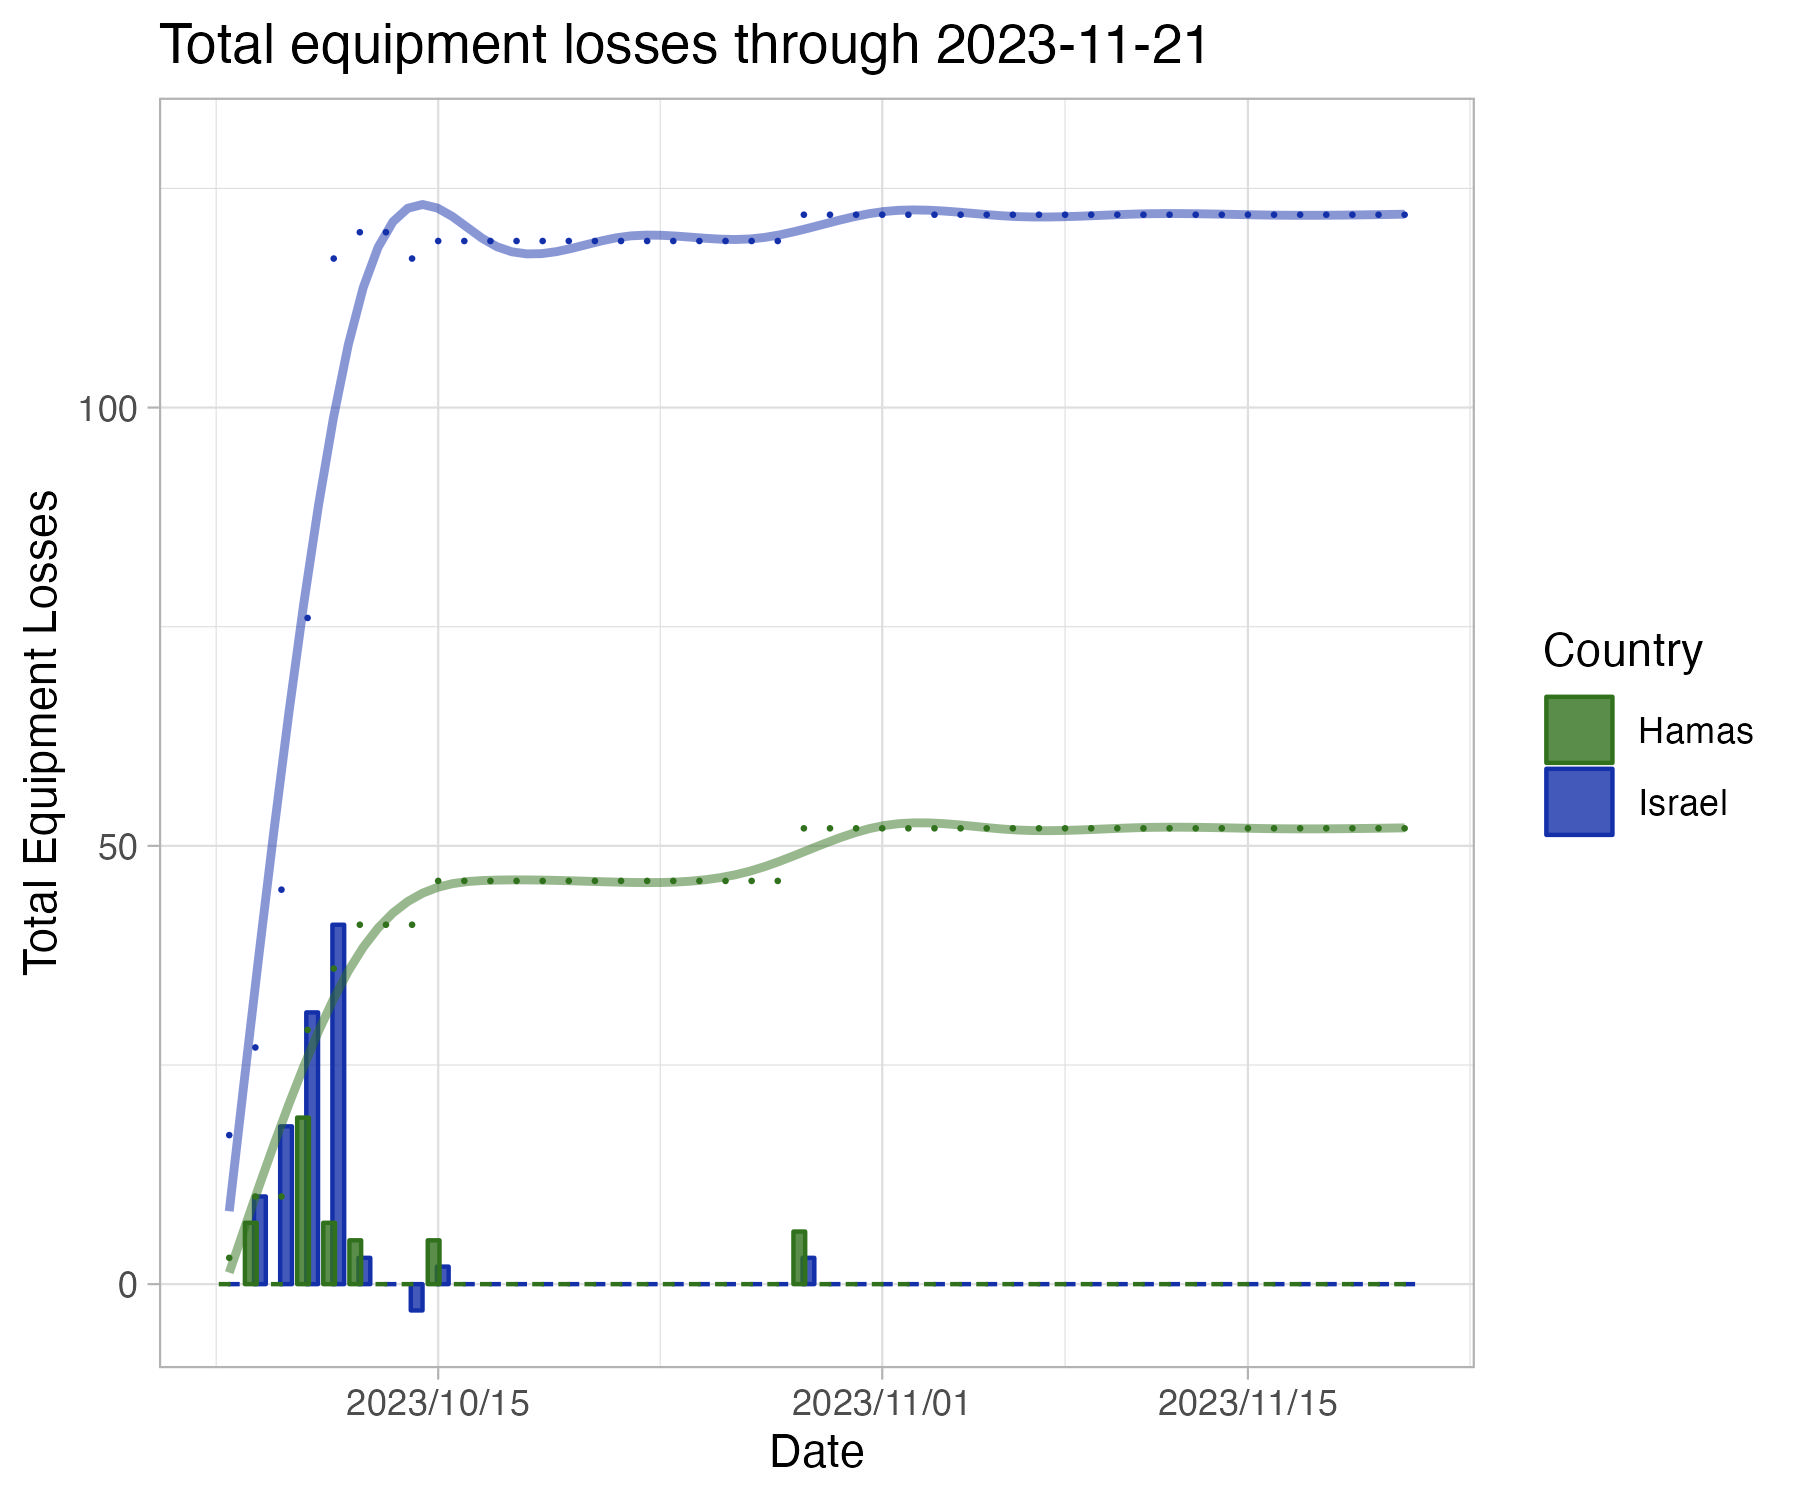 Total equipment losses through 2023-11-21
Total Equipment Losses
100
50
0
2023/10/15
2023/11/01
2023/11/15
Date
Country
Hamas
Israel